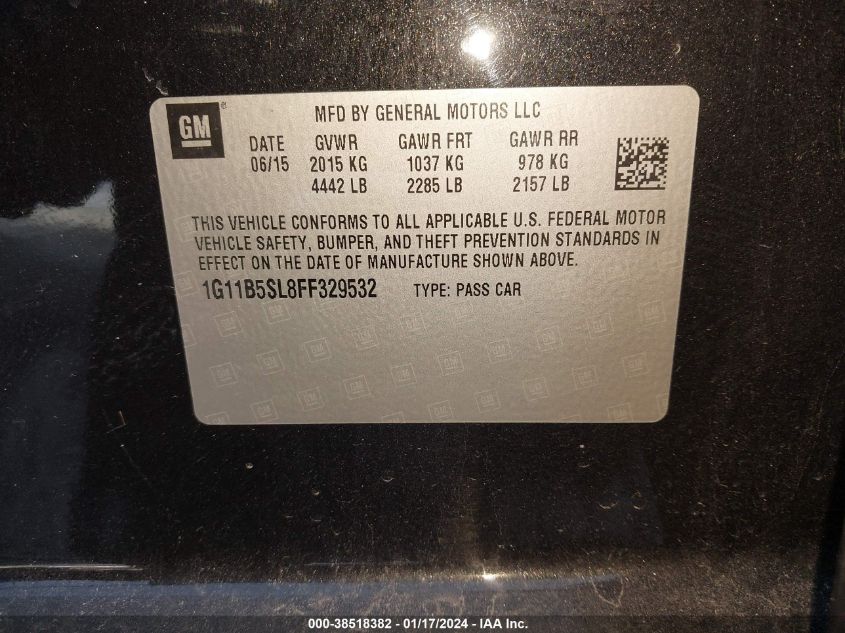 GM ®
MFD BY GENERAL MOTORS LLC
DATE GVWR GAWR FRT GAWR RR
06/15 2015 KG 1037 KG 978 KG
4442 LB 2285 LB 2157 LB
THIS VEHICLE CONFORMS TO ALL APPLICABLE U.S. FEDERAL MOTOR
VEHICLE SAFETY, BUMPER, AND THEFT PREVENTION STANDARDS IN
EFFECT ON THE DATE OF MANUFACTURE SHOWN ABOVE.
1G11B5SL8FF329532 TYPE: PASS CAR
000-38518382 - 01/17/2024 - IAA Inc.